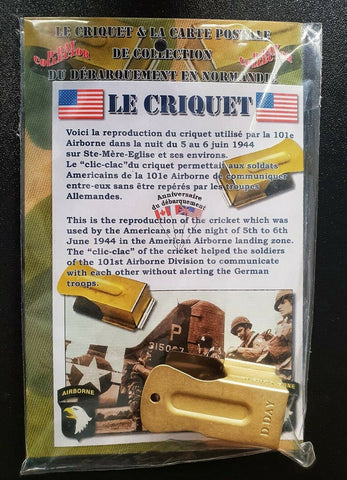 LE CRIQUET & LA CARTE POSTALE
DE COLLECTION
DU DÉBARQUEMENT EN NORMANDIE
LE CRIQUET
Voici la reproduction du criquet utilisé par la 101e
Airborne dans la nuit du 5 au 6 juin 1944
sur Ste-Mère-Eglise et ses environs.
Le "clic-clac"du criquet permettait aux soldats
Americains de la 101e Airborne de communiquer
entre-eux sans être repérés par les troupes
Allemandes.
Anniversaire
du débarquement
This is the reproduction of the cricket which was
used by the Americans on the night of 5th to 6th
June 1944 in the American Airborne landing zone.
The "clic-clac" of the cricket helped the soldiers
of the 101st Airborne Division to communicate
with each other without alerting the German
troops.
P
AIRBORNE
D.DAY